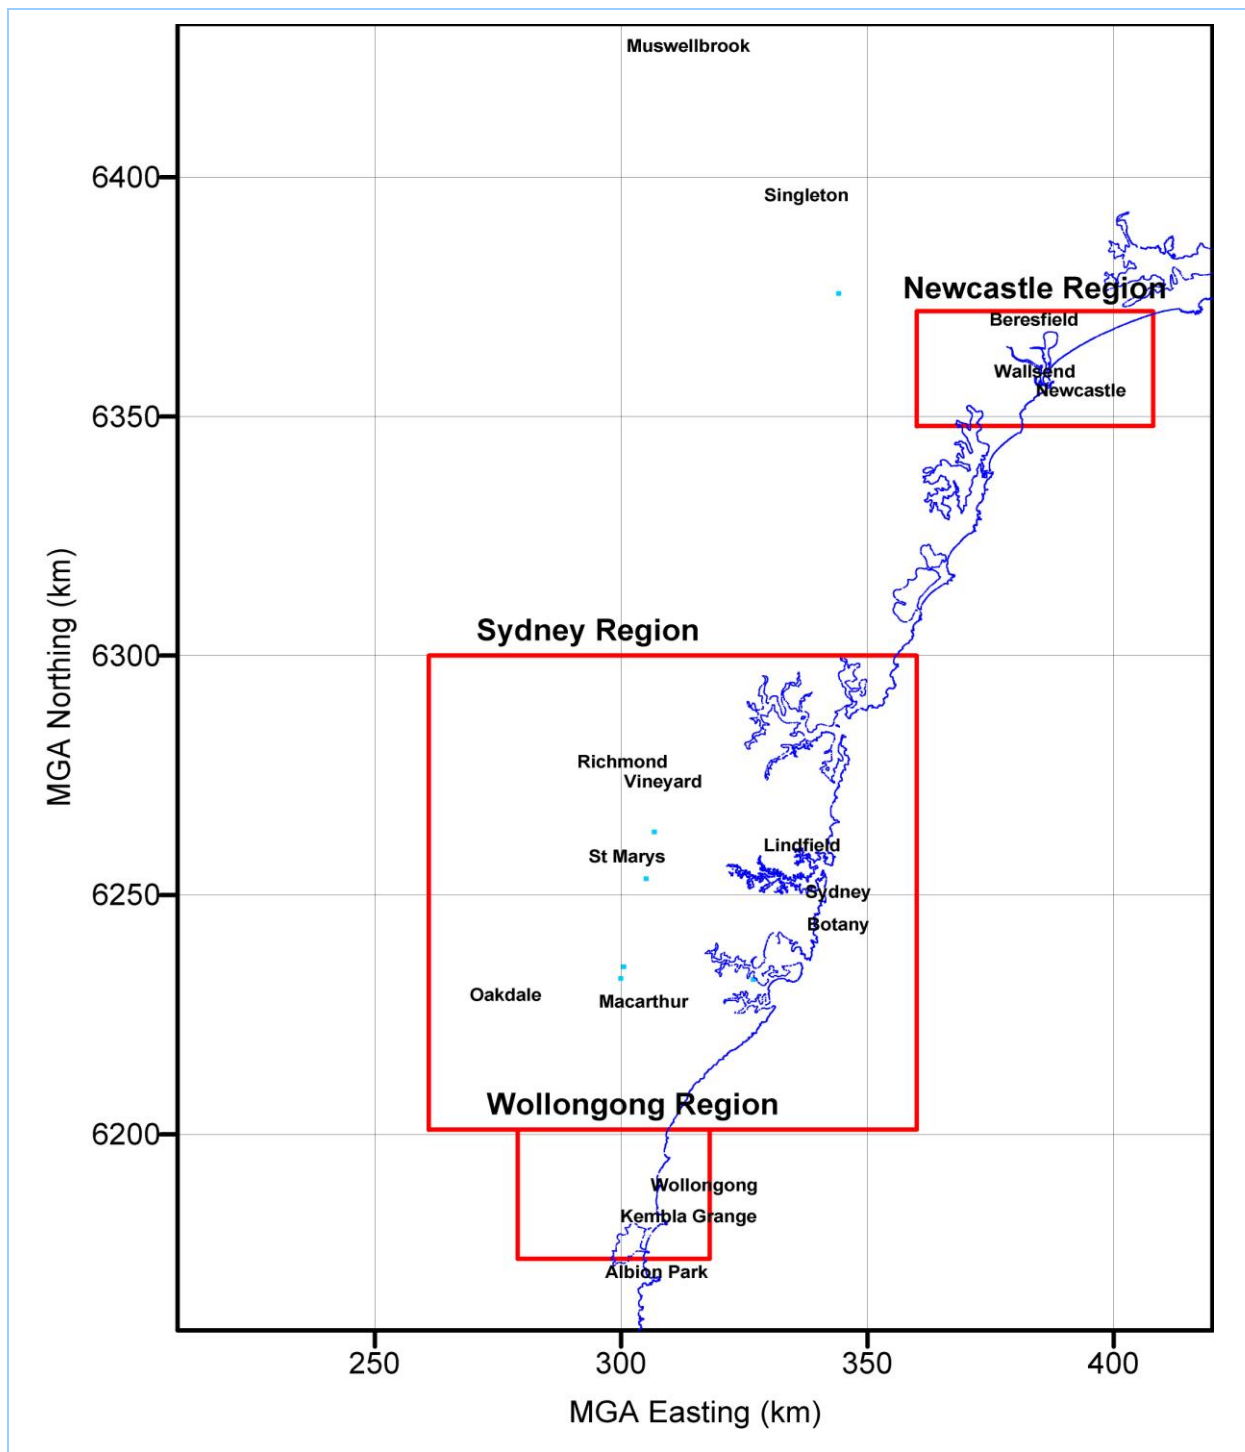 Muswellbrook
6400
Singleton
Newcastle Region
Beresfield
Wallsend
Newcastle
6350
MGA Northing (km)
Sydney Region
6300
Richmond
Vineyard
Lindfield
St Marys
Sydney
6250
Botany
Oakdale
Macarthur
Wollongong Region
6200
Wollongong
Kembla Grange
Albion Park
250 300 350 400
MGA Easting (km)